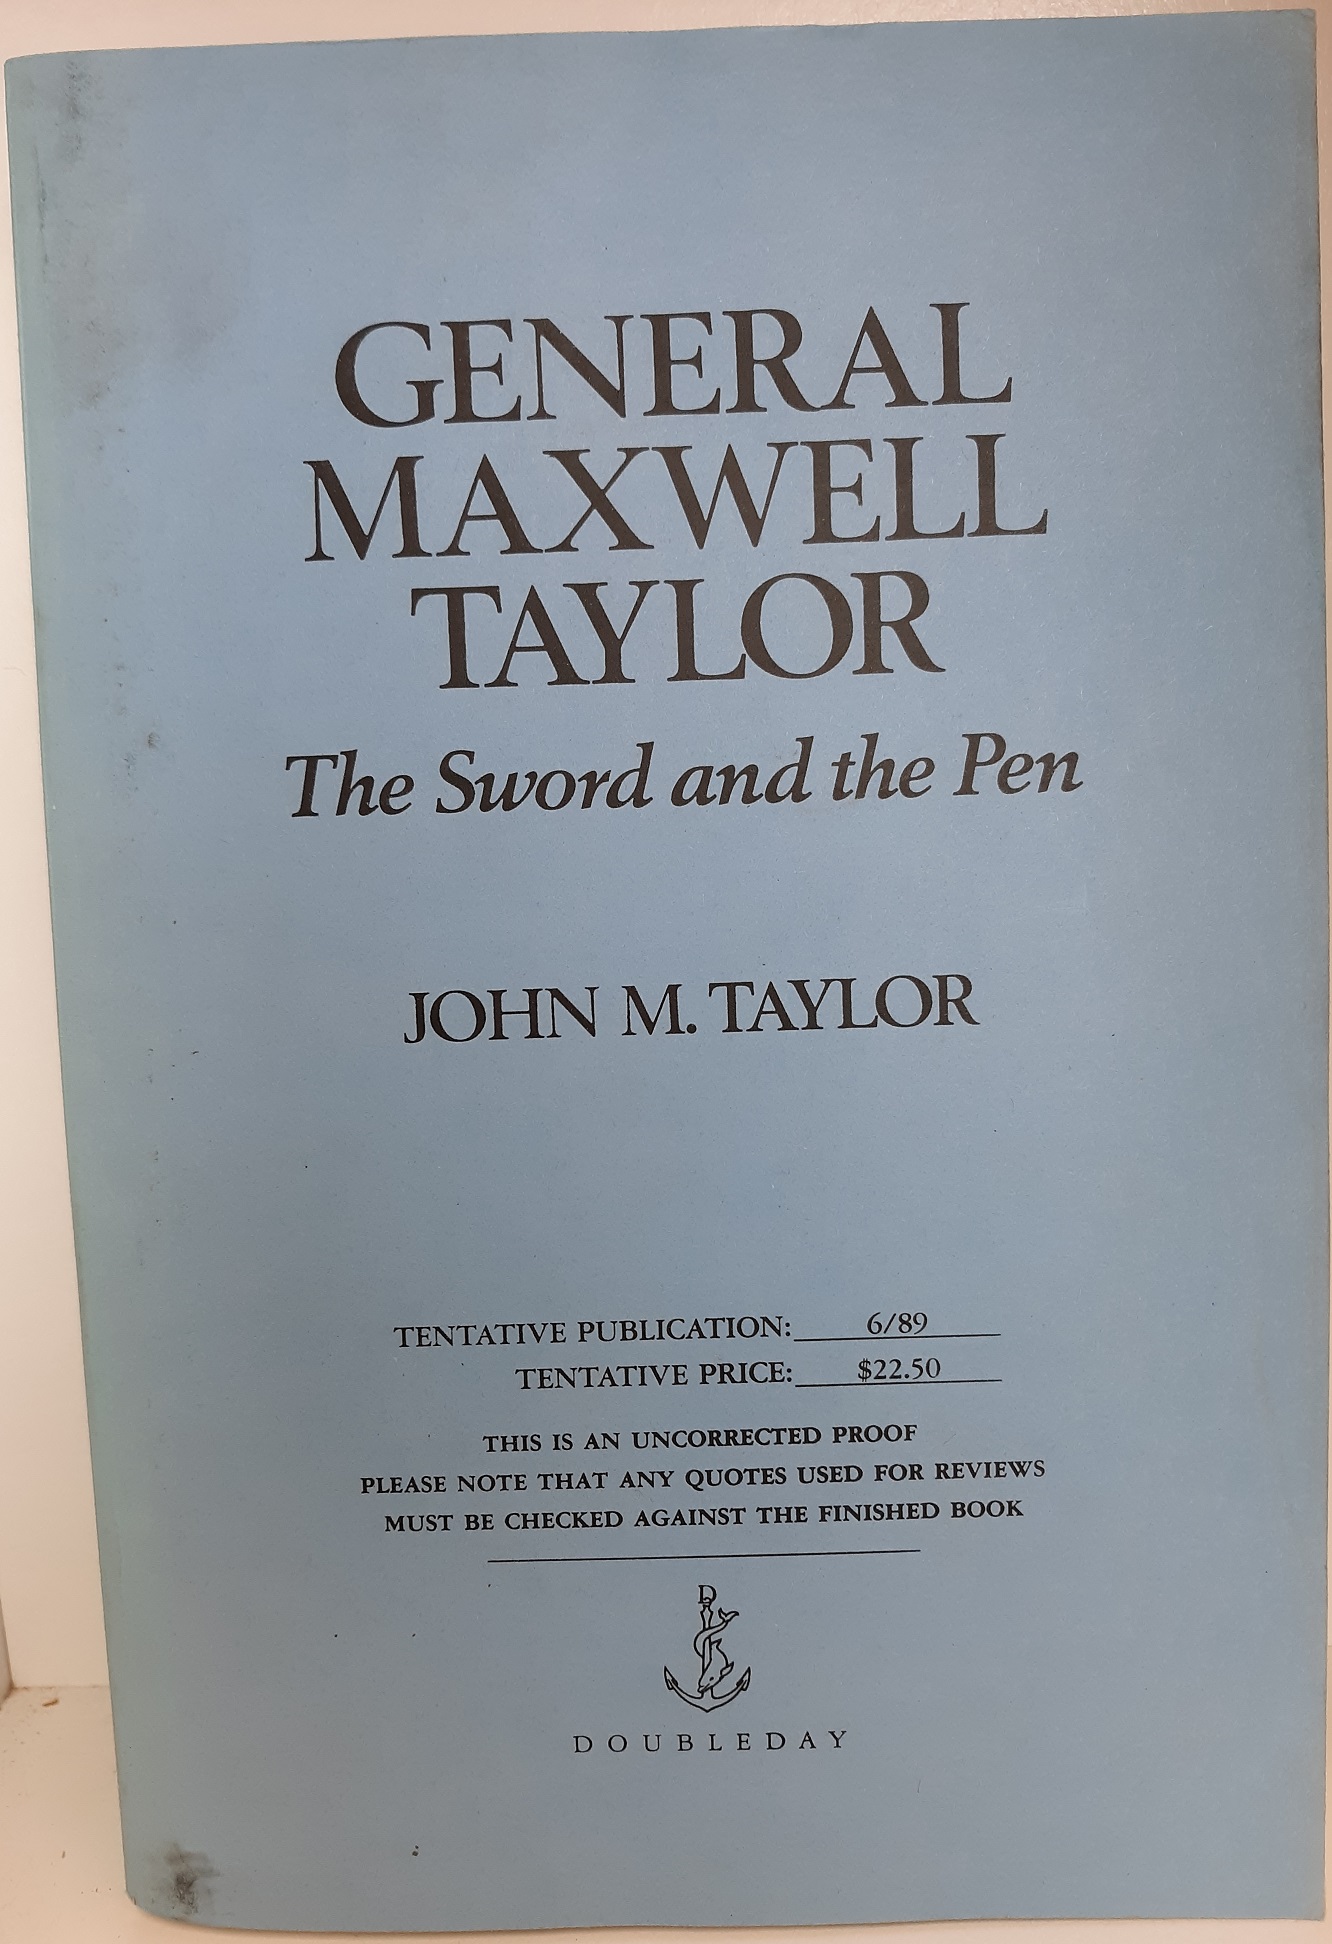 GENERAL
MAXWELL
TAYLOR
The Sword and the Pen
JOHN M. TAYLOR
TENTATIVE PUBLICATION: 6/89
TENTATIVE PRICE: $22.50
THIS IS AN UNCORRECTED PROOF
PLEASE NOTE THAT ANY QUOTES USED FOR REVIEWS
MUST BE CHECKED AGAINST THE FINISHED BOOK
D
DOUBLEDAY